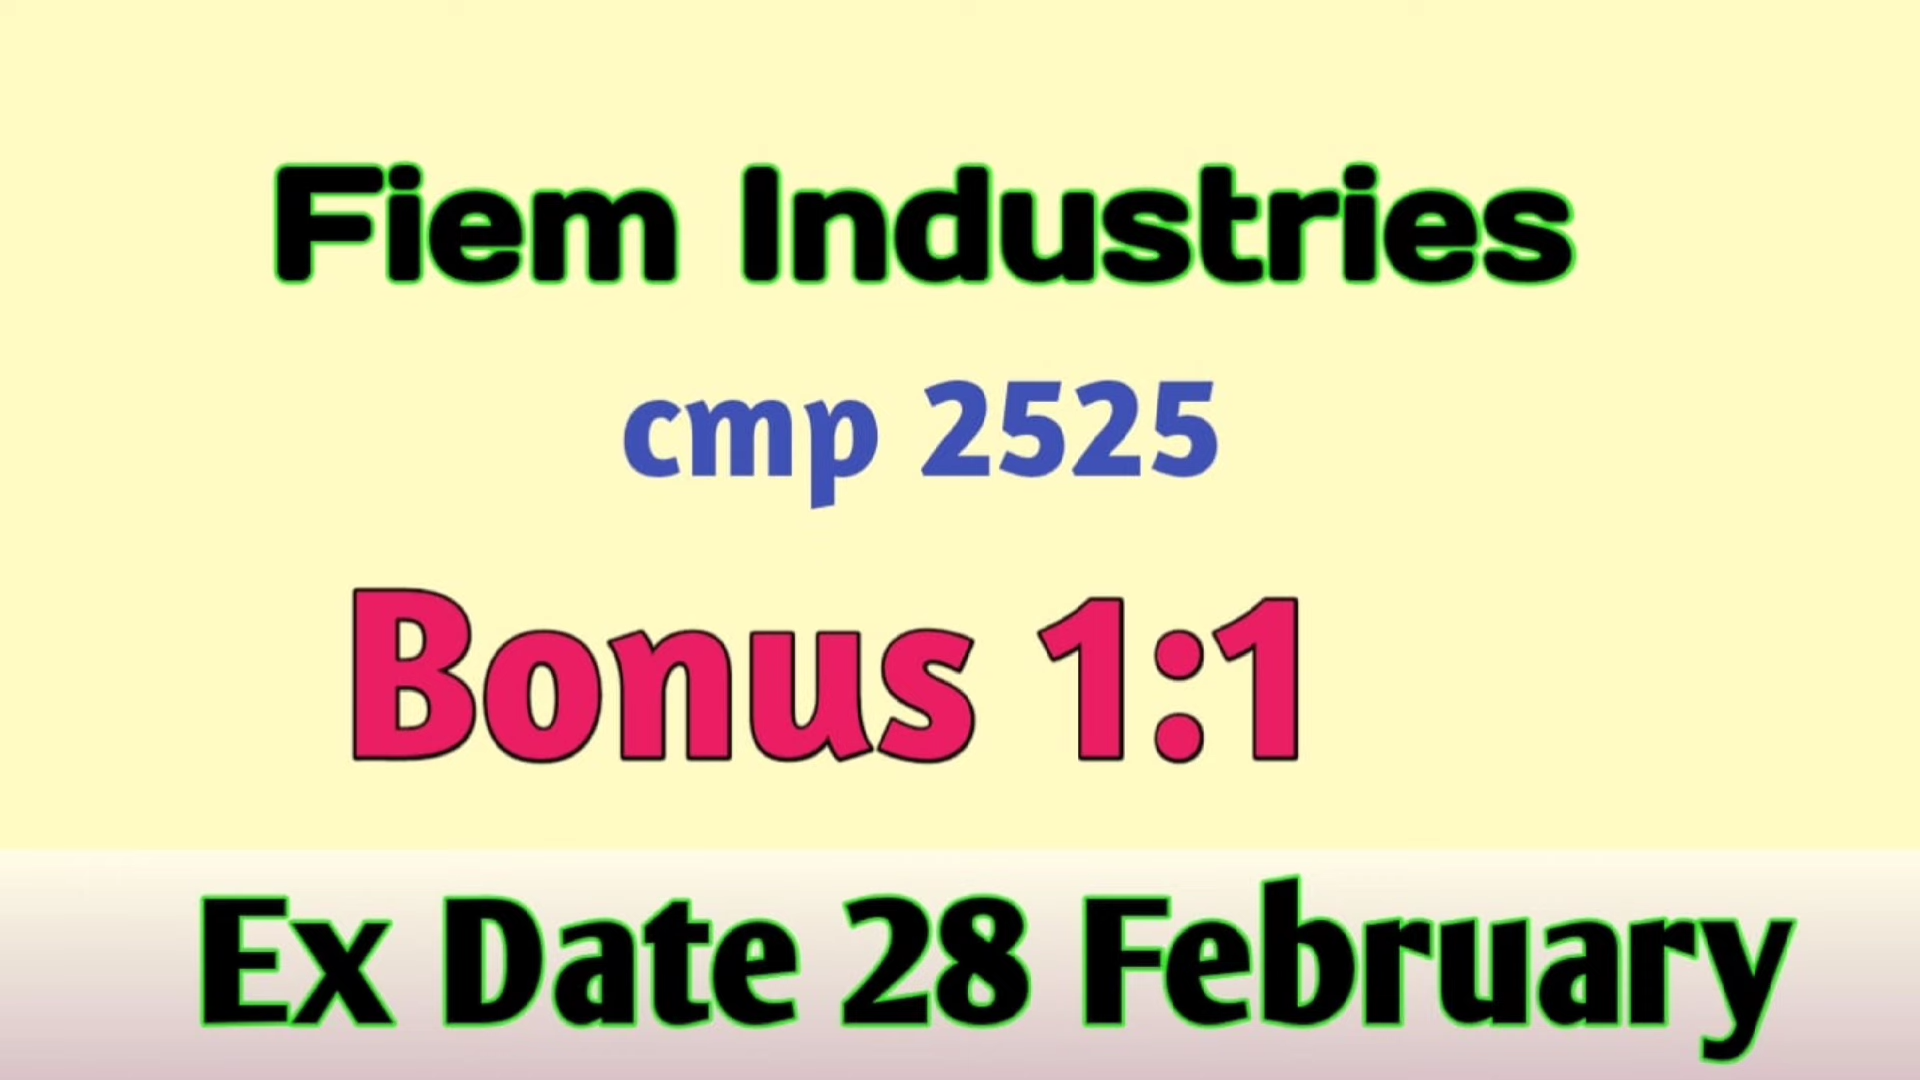 Fiem Industries
cmp 2525
Bonus 1:1
Ex Date 28 February